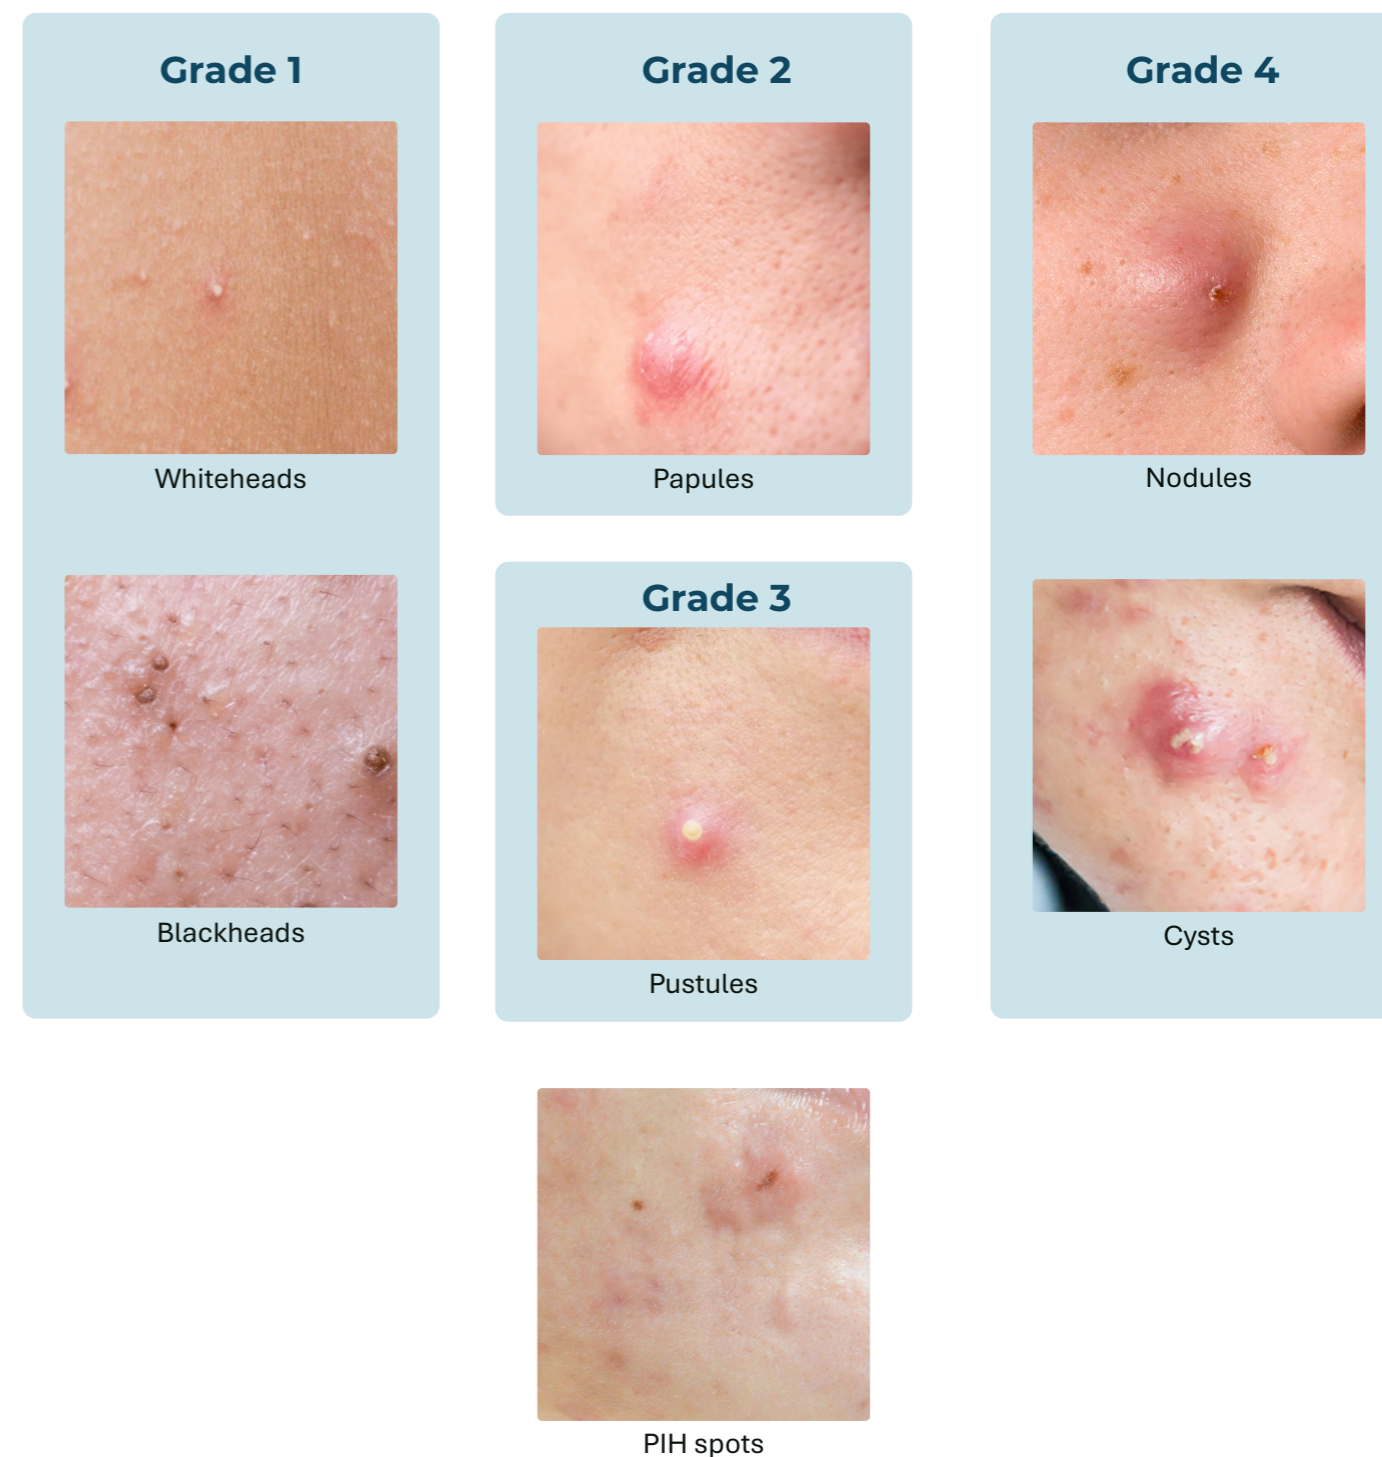 Grade 1
Whiteheads
Blackheads
Grade 2
Papules
Grade 3
Pustules
Grade 4
Nodules
Cysts
PIH spots